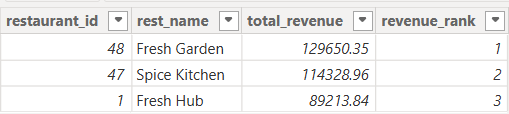 restaurant_id rest_name total_revenue revenue_rank
48 Fresh Garden 129650.35 1
47 Spice Kitchen 114328.96 2
1 Fresh Hub 89213.84 3